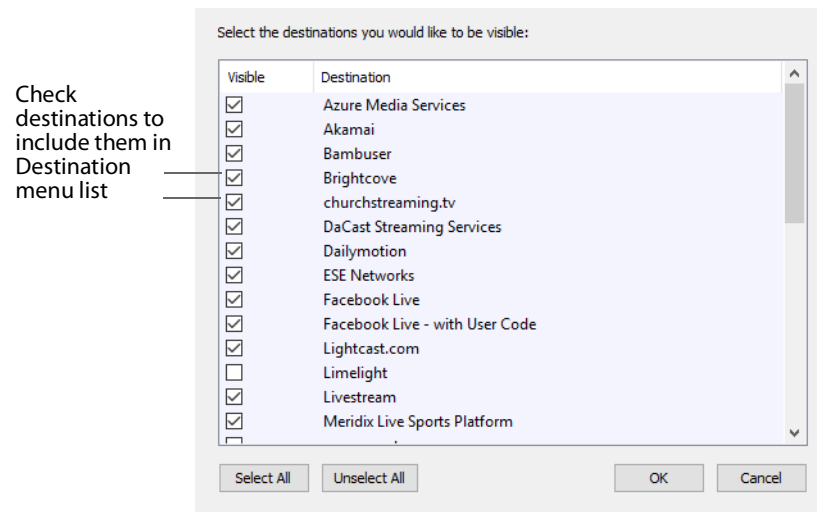 Select the destinations you would like to be visible:
Visible Destination
Check
destinations to
include them in
Destination
menu list
Azure Media Services
Akamai
Bambuser
Brightcove
churchstreaming.tv
DaCast Streaming Services
Dailymotion
ESE Networks
Facebook Live
Facebook Live - with User Code
Lightcast.com
Limelight
Livestream
Meridix Live Sports Platform
Select All Unselect All OK Cancel